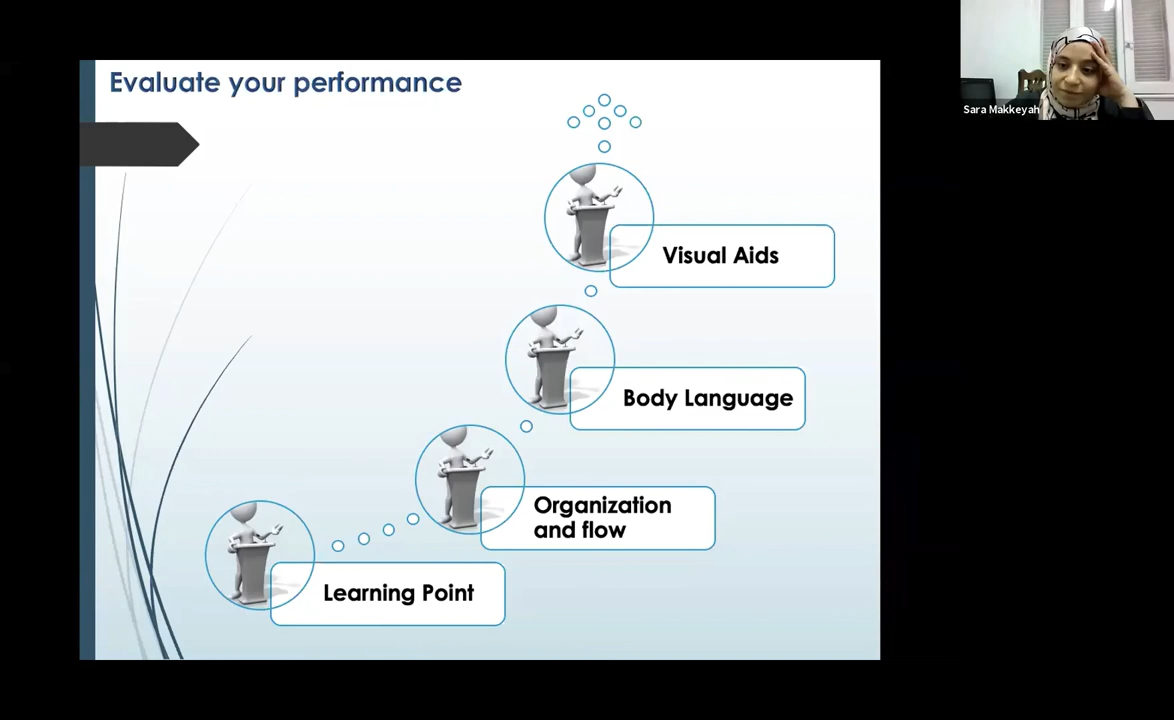 Evaluate your performance
Sara Makkeyah
Visual Aids
Body Language
Organization
and flow
Learning Point